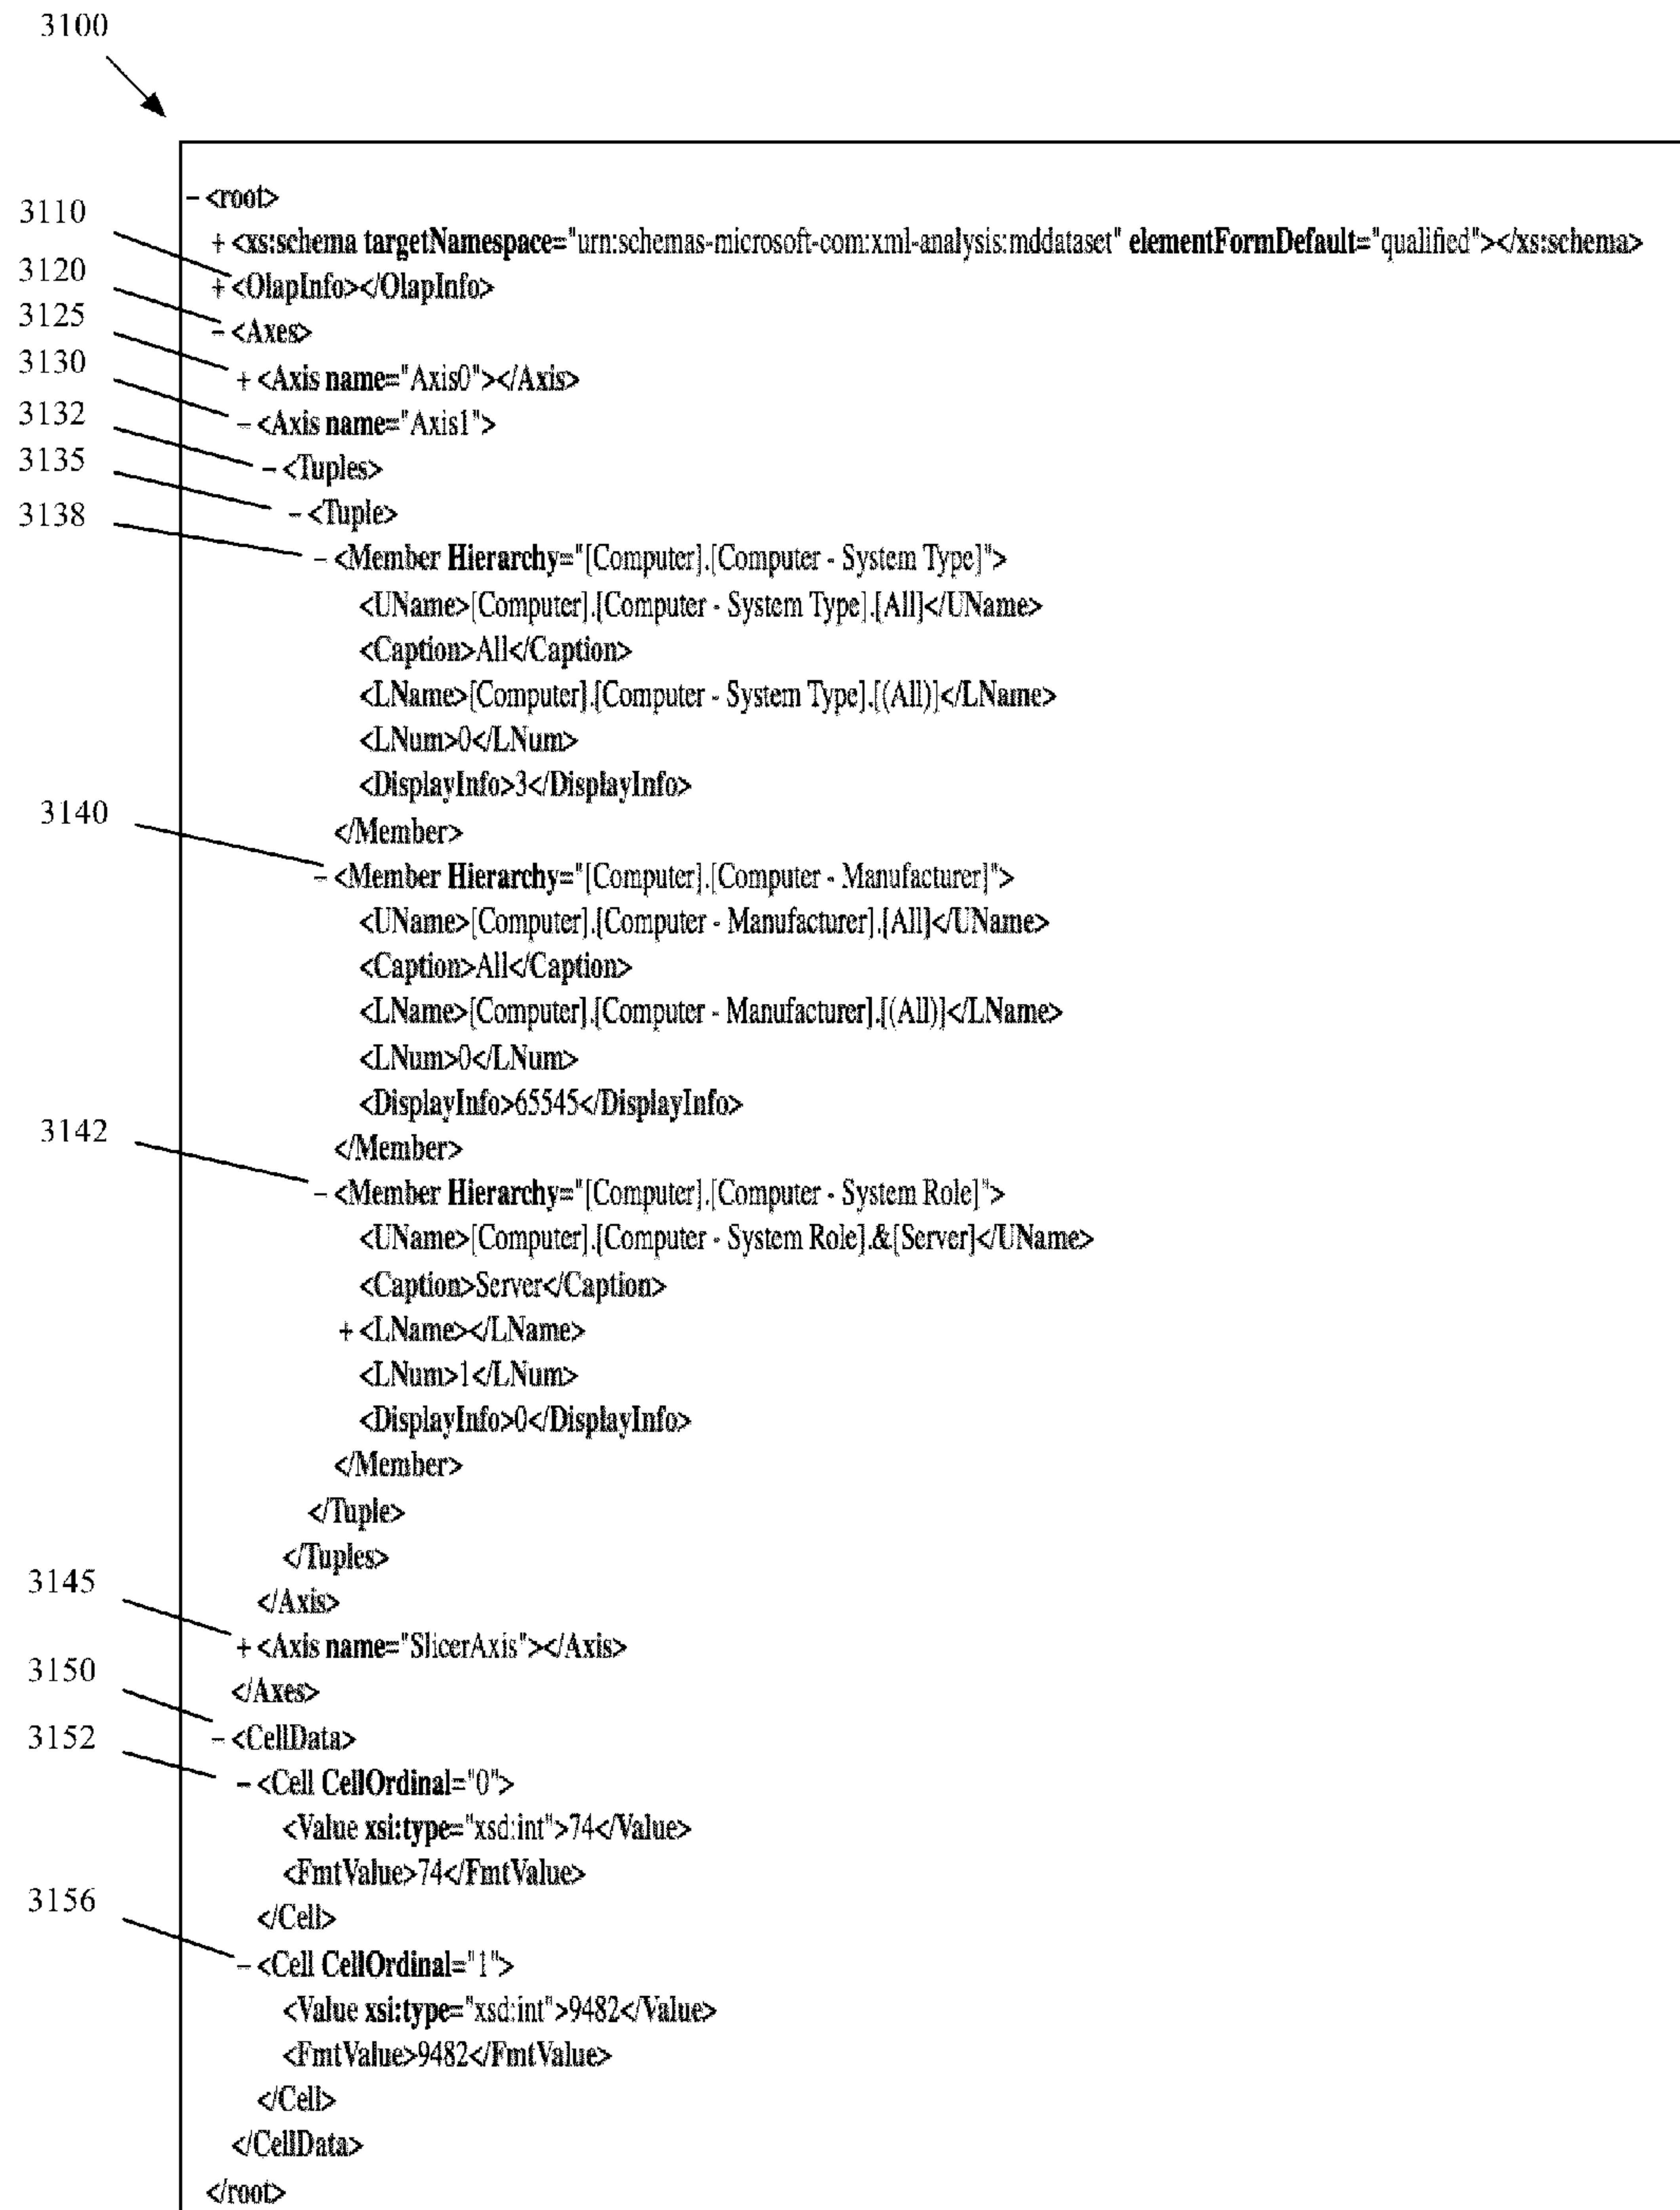 3100
- <root>
+ <xs:schema targetNamespace="urn:schemas-microsoft-com:xml-analysis:mddataset" elementFormDefault="qualified"></xs:schema>
3110
+ <OlapInfo></OlapInfo>
3120
- <Axes>
3125
+ <Axis name="Axis0"></Axis>
3130
- <Axis name="Axis1">
3132
- <Tuples>
3135
- <Tuple>
3138
- <Member Hierarchy="[Computer].[Computer - System Type]">
<UName>[Computer].[Computer - System Type].[All]</UName>
<Caption>All</Caption>
<LName>[Computer].[Computer - System Type].[(All)]</LName>
<LNum>0</LNum>
<DisplayInfo>3</DisplayInfo>
</Member>
3140
- <Member Hierarchy="[Computer].[Computer - Manufacturer]">
<UName>[Computer].[Computer - Manufacturer].[All]</UName>
<Caption>All</Caption>
<LName>[Computer].[Computer - Manufacturer].[(All)]</LName>
<LNum>0</LNum>
<DisplayInfo>65545</DisplayInfo>
</Member>
3142
- <Member Hierarchy="[Computer].[Computer - System Role]">
<UName>[Computer].[Computer - System Role].&[Server]</UName>
<Caption>Server</Caption>
+ <LName></LName>
<LNum>1</LNum>
<DisplayInfo>0</DisplayInfo>
</Member>
</Tuple>
</Tuples>
</Axis>
3145
+ <Axis name="SlicerAxis"></Axis>
</Axes>
3150
- <CellData>
3152
- <Cell CellOrdinal="0">
<Value xsi:type="xsd:int">74</Value>
<FmtValue>74</FmtValue>
</Cell>
3156
- <Cell CellOrdinal="1">
<Value xsi:type="xsd:int">9482</Value>
<FmtValue>9482</FmtValue>
</Cell>
</CellData>
</root>